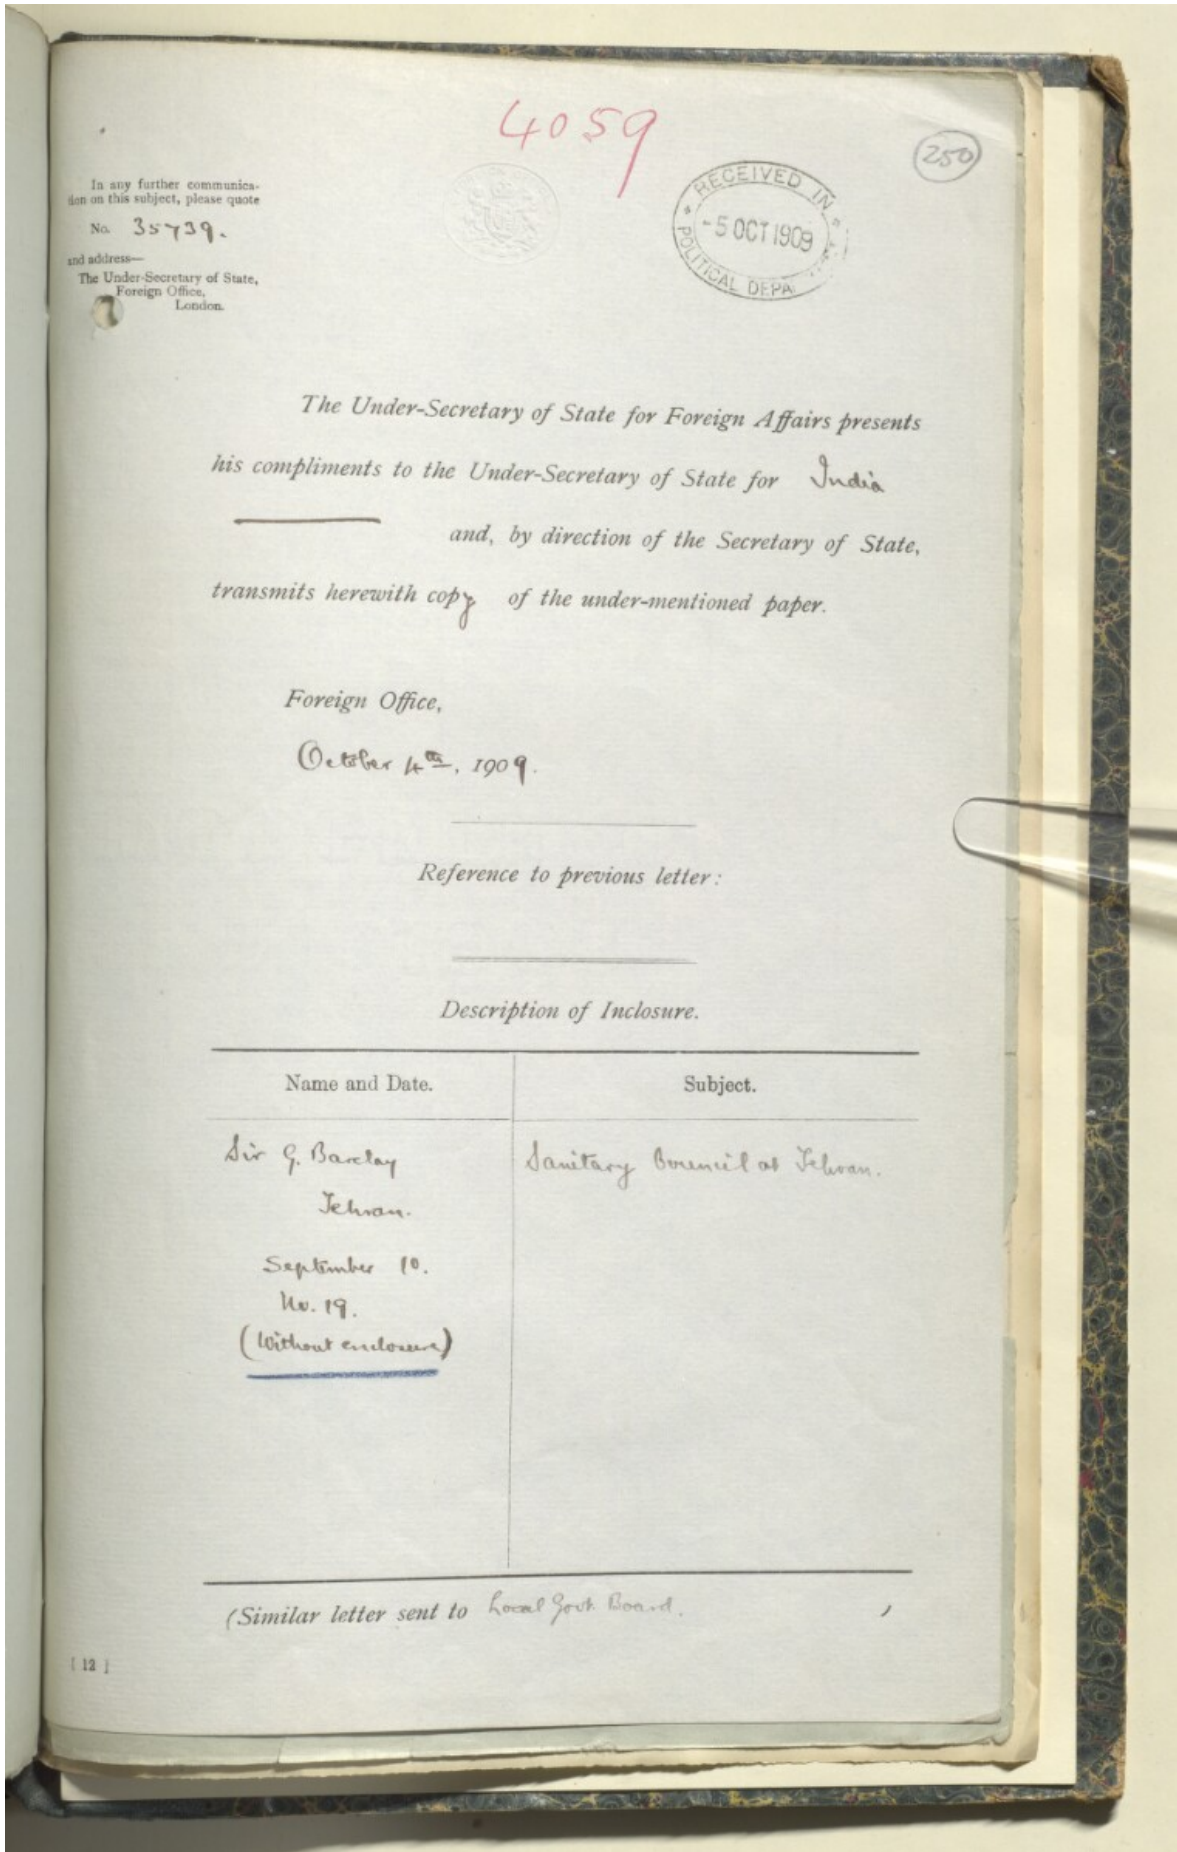 4059
250
In any further communica-
tion on this subject, please quote
No. 35739.
and address—
The Under-Secretary of State,
Foreign Office,
London.
RECEIVED IN
-5 OCT 1909
POLITICAL DEPA
The Under-Secretary of State for Foreign Affairs presents
his compliments to the Under-Secretary of State for India
and, by direction of the Secretary of State,
transmits herewith copy of the under-mentioned paper.
Foreign Office,
October 4th, 1909.
Reference to previous letter:
Description of Inclosure.
Name and Date.
Subject.
Sir G. Barclay
Tehran.
September 10.
No. 19.
(Without enclosure)
Sanitary Council at Tehran.
(Similar letter sent to Local Govt. Board. )
[ 12 ]